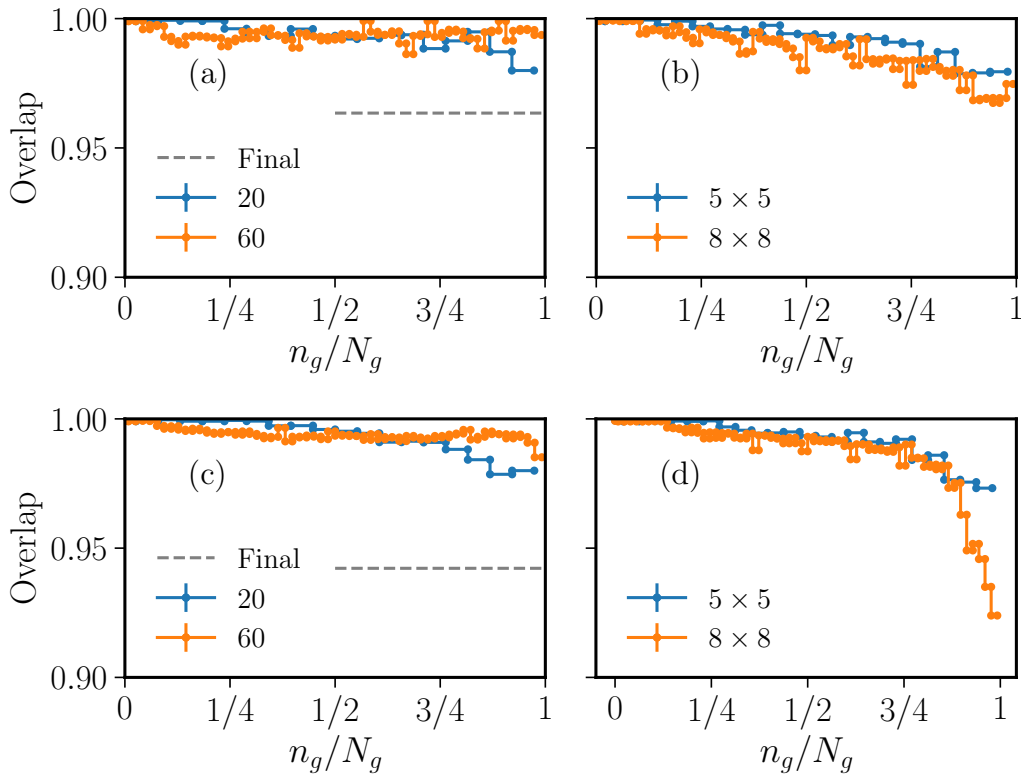 1.00
0.95
0.90
Overlap
(a)
Final
20
60
0
1/4
1/2
3/4
1
n_g/N_g
(b)
5 × 5
8 × 8
0
1/4
1/2
3/4
1
n_g/N_g
1.00
0.95
0.90
Overlap
(c)
Final
20
60
0
1/4
1/2
3/4
1
n_g/N_g
(d)
5 × 5
8 × 8
0
1/4
1/2
3/4
1
n_g/N_g